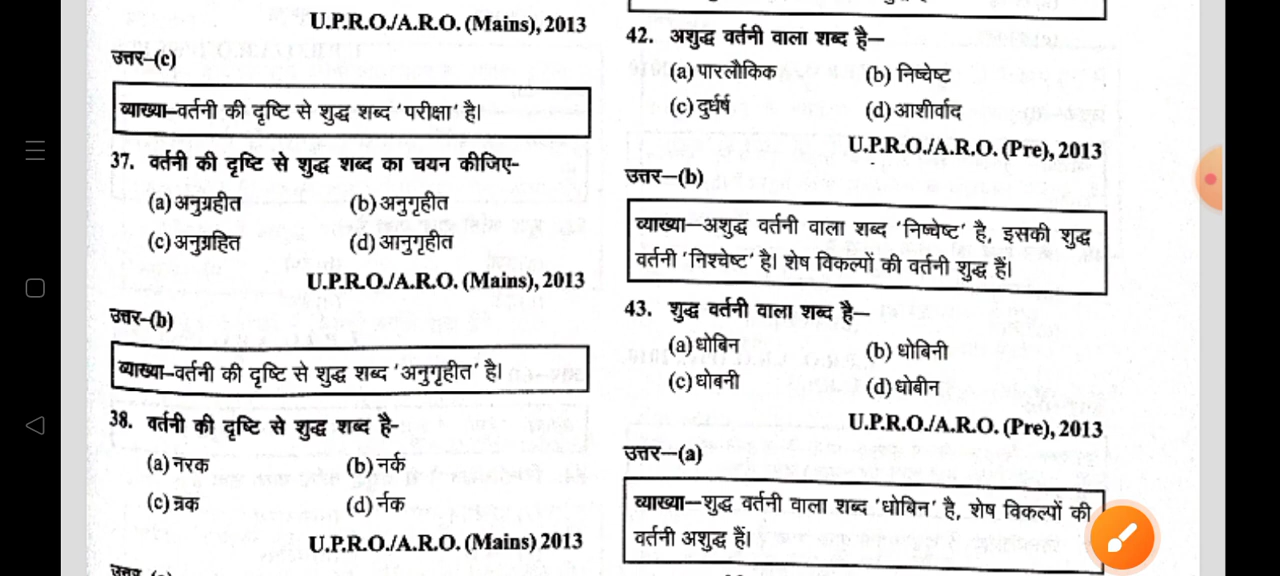 U.P.R.O./A.R.O. (Mains), 2013
उत्तर–(c)
व्याख्या–वर्तनी की दृष्टि से शुद्ध शब्द 'परीक्षा' है।
37. वर्तनी की दृष्टि से शुद्ध शब्द का चयन कीजिए–
(a) अनुग्रहीत (b) अनुगृहीत
(c) अनुग्रहित (d) आनुगृहीत
U.P.R.O./A.R.O. (Mains), 2013
उत्तर–(b)
व्याख्या–वर्तनी की दृष्टि से शुद्ध शब्द 'अनुगृहीत' है।
38. वर्तनी की दृष्टि से शुद्ध शब्द है–
(a) नरक (b) नर्क
(c) न्रक (d) र्नक
U.P.R.O./A.R.O. (Mains) 2013
42. अशुद्ध वर्तनी वाला शब्द है–
(a) पारलौकिक (b) निष्चेष्ट
(c) दुर्धर्ष (d) आशीर्वाद
U.P.R.O./A.R.O. (Pre), 2013
उत्तर–(b)
व्याख्या–अशुद्ध वर्तनी वाला शब्द 'निष्चेष्ट' है, इसकी शुद्ध
वर्तनी 'निश्चेष्ट' है। शेष विकल्पों की वर्तनी शुद्ध हैं।
43. शुद्ध वर्तनी वाला शब्द है–
(a) धोबिन (b) धोबिनी
(c) धोबनी (d) धोबीन
U.P.R.O./A.R.O. (Pre), 2013
उत्तर–(a)
व्याख्या–शुद्ध वर्तनी वाला शब्द 'धोबिन' है, शेष विकल्पों की
वर्तनी अशुद्ध हैं।